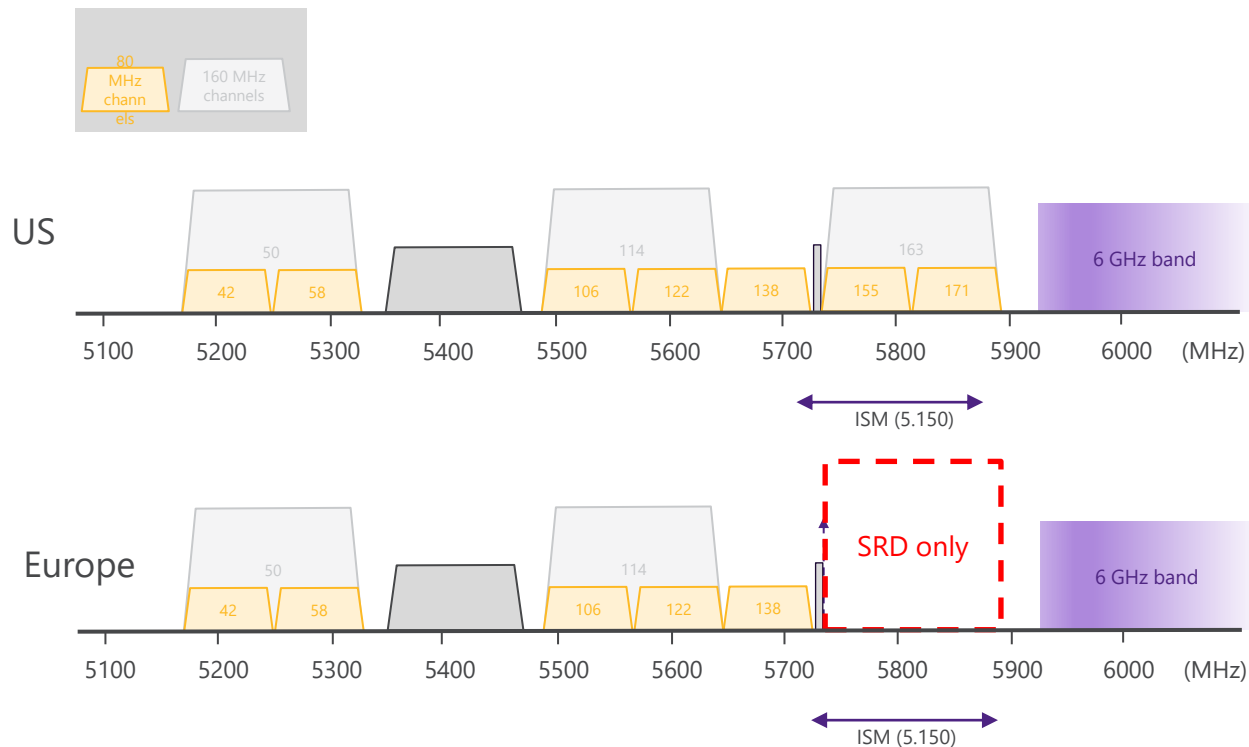 80
MHz
chann
els
160 MHz
channels
US
50
114
163
6 GHz band
42
58
106
122
138
155
171
5100
5200
5300
5400
5500
5600
5700
5800
5900
6000
(MHz)
ISM (5.150)
Europe
50
114
SRD only
6 GHz band
42
58
106
122
138
5100
5200
5300
5400
5500
5600
5700
5800
5900
6000
(MHz)
ISM (5.150)